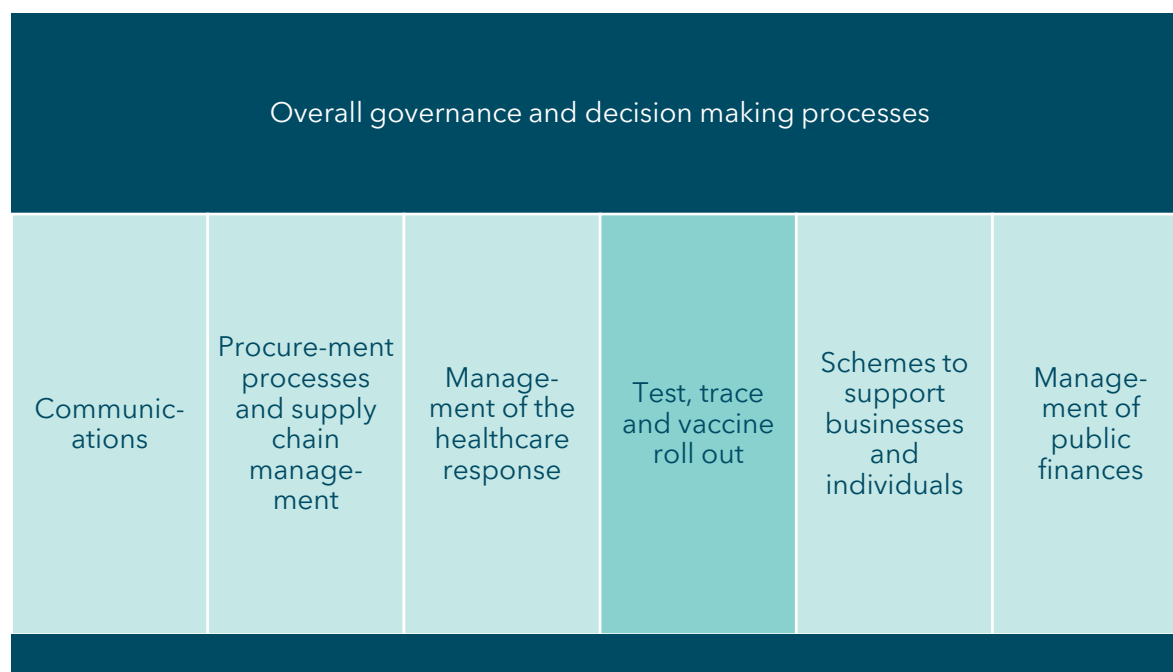 Overall governance and decision making processes
Communic-
ations
Procure-ment
processes
and supply
chain
manage-
ment
Manage-
ment of the
healthcare
response
Test, trace
and vaccine
roll out
Schemes to
support
businesses
and
individuals
Manage-
ment of
public
finances